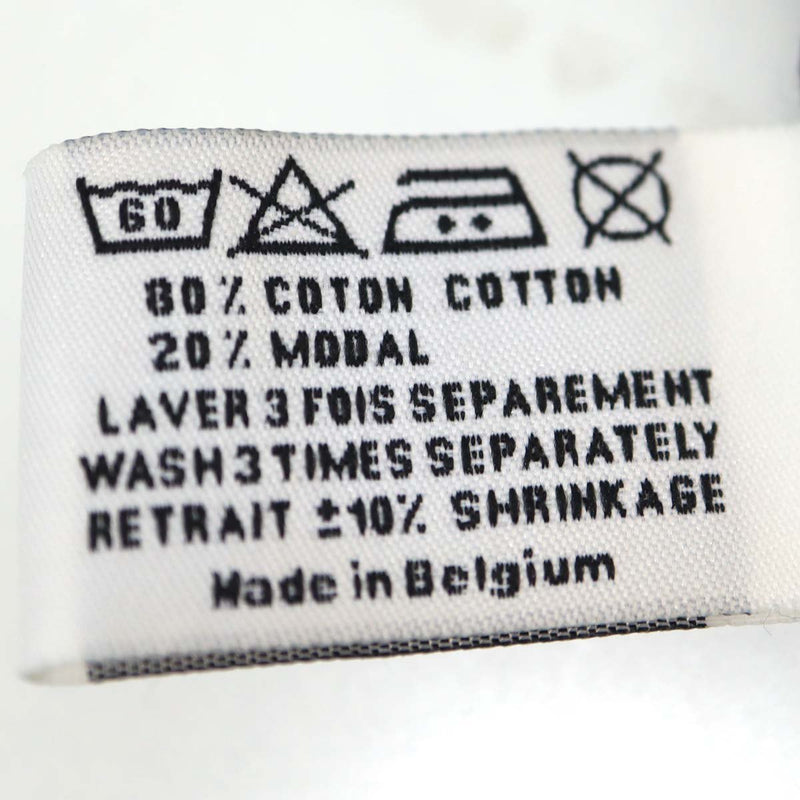 60
80% COTON COTTON
20% MODAL
LAVER 3 FOIS SEPAREMENT
WASH 3 TIMES SEPARATELY
RETRAIT ±10% SHRINKAGE
Made in Belgium